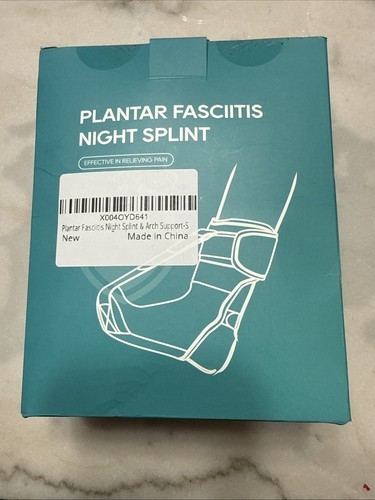 PLANTAR FASCIITIS
NIGHT SPLINT
EFFECTIVE IN RELIEVING PAIN
X004OYD641
Plantar Fasciitis Night Splint & Arch Support-S
New Made in China